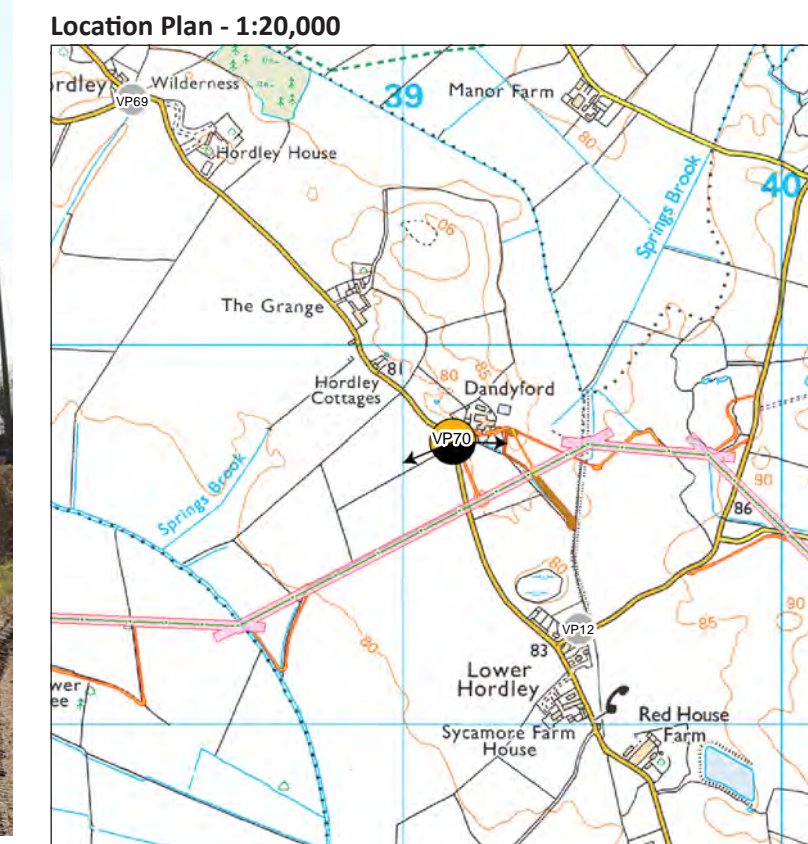 Location Plan - 1:20,000
ordley
VP69
Wilderness
39
Manor Farm
80
Hordley House
Springs Brook
40
90
The Grange
81
80
85
Hordley
Cottages
Dandyford
VP70
90
Springs Brook
86
80
VP12
85
90
80
83
Lower
Hordley
wer
ee
Sycamore Farm
House
Red House
Farm